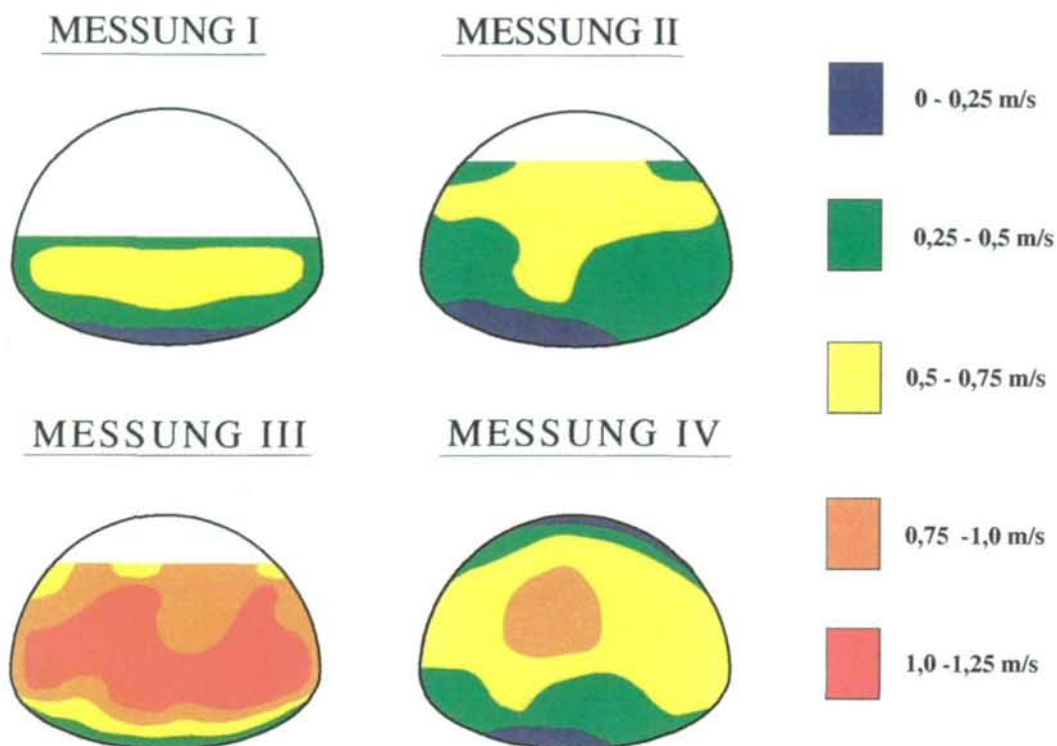 MESSUNG I
MESSUNG II
0 - 0,25 m/s
0,25 - 0,5 m/s
0,5 - 0,75 m/s
MESSUNG III
MESSUNG IV
0,75 -1,0 m/s
1,0 -1,25 m/s